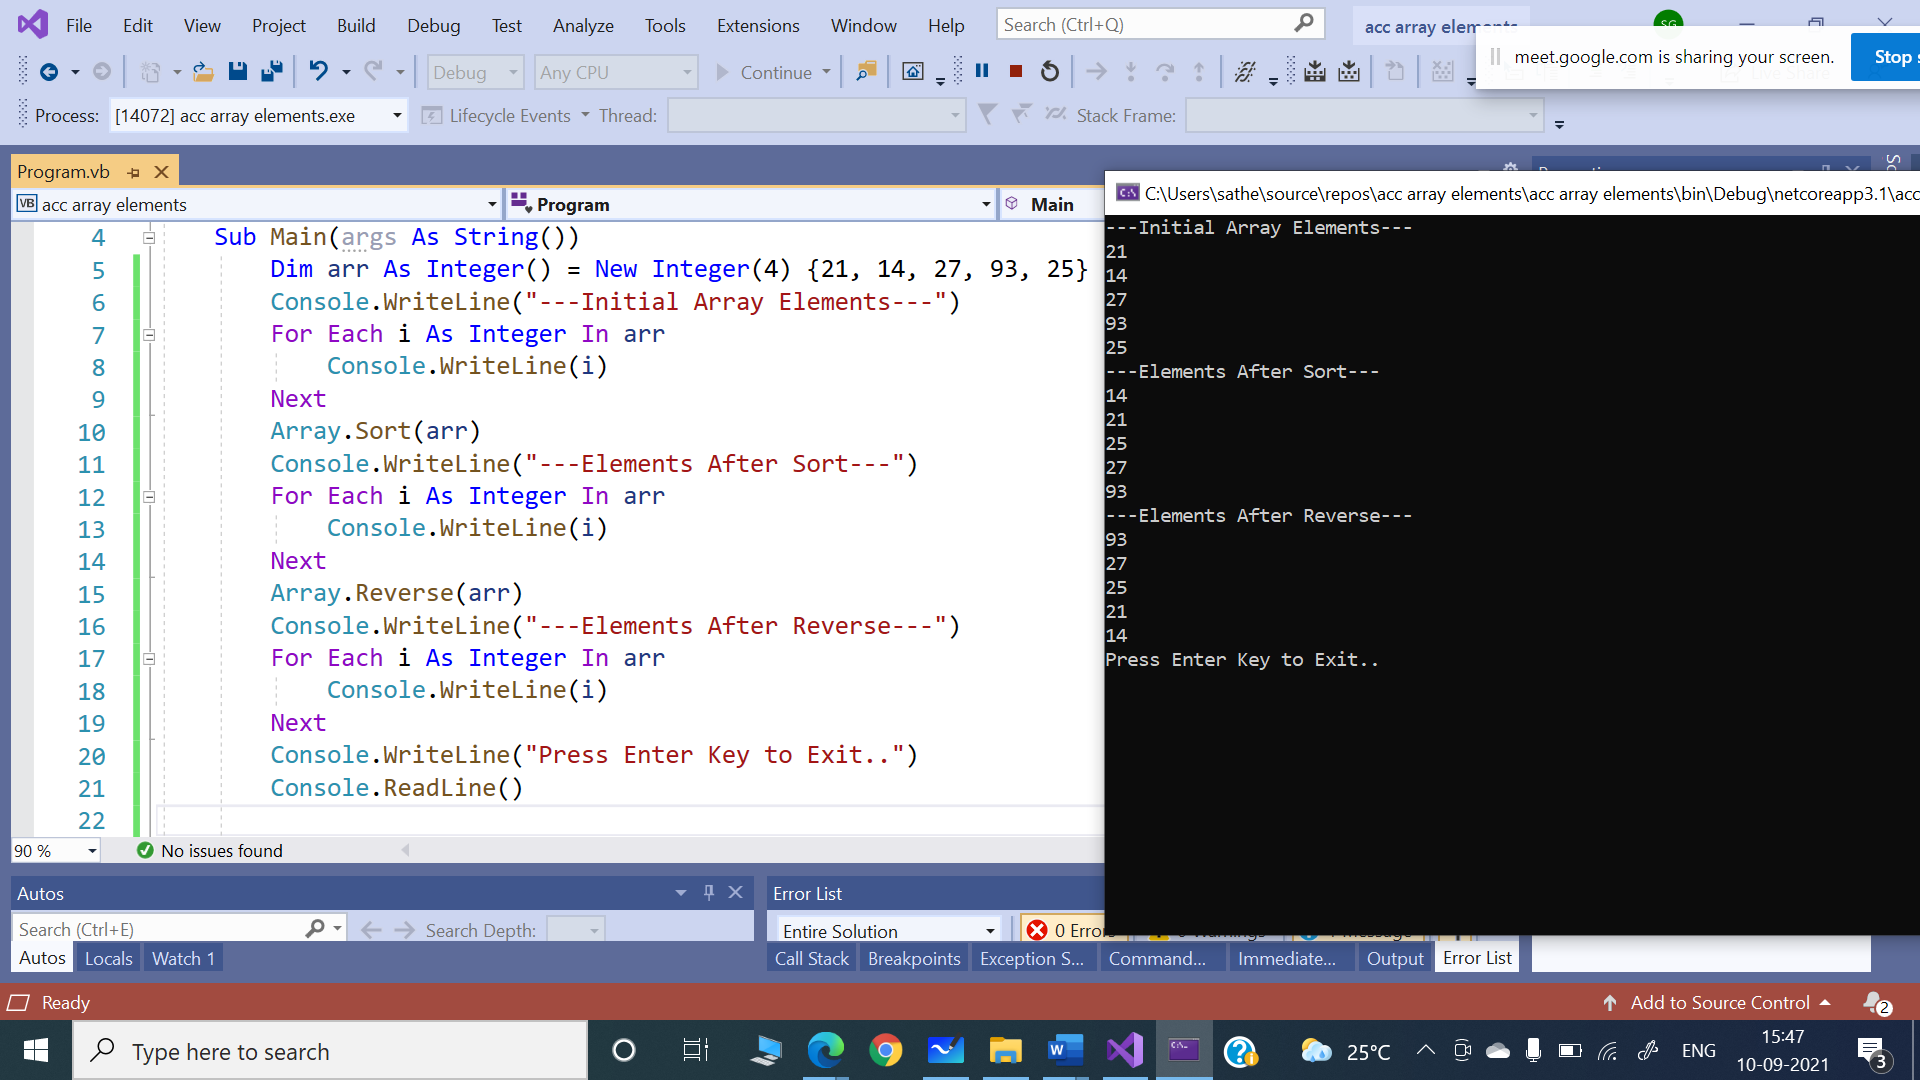 File Edit View Project Build Debug Test Analyze Tools Extensions Window Help Search (Ctrl+Q) acc array elements SG
meet.google.com is sharing your screen. Stop s
Debug Any CPU Continue
Process: [14072] acc array elements.exe Lifecycle Events Thread: Stack Frame:
Program.vb
VB acc array elements Program Main
4 Sub Main(args As String())
5 Dim arr As Integer() = New Integer(4) {21, 14, 27, 93, 25}
6 Console.WriteLine("---Initial Array Elements---")
7 For Each i As Integer In arr
8 Console.WriteLine(i)
9 Next
10 Array.Sort(arr)
11 Console.WriteLine("---Elements After Sort---")
12 For Each i As Integer In arr
13 Console.WriteLine(i)
14 Next
15 Array.Reverse(arr)
16 Console.WriteLine("---Elements After Reverse---")
17 For Each i As Integer In arr
18 Console.WriteLine(i)
19 Next
20 Console.WriteLine("Press Enter Key to Exit..")
21 Console.ReadLine()
22
90 % No issues found
C:\Users\sathe\source\repos\acc array elements\acc array elements\bin\Debug\netcoreapp3.1\acc
---Initial Array Elements---
21
14
27
93
25
---Elements After Sort---
14
21
25
27
93
---Elements After Reverse---
93
27
25
21
14
Press Enter Key to Exit..
Autos
Search (Ctrl+E) Search Depth:
Autos Locals Watch 1
Error List
Entire Solution 0 Errors
Call Stack Breakpoints Exception S... Command... Immediate... Output Error List
Ready Add to Source Control 2
Type here to search 25°C ENG 15:47
10-09-2021 3